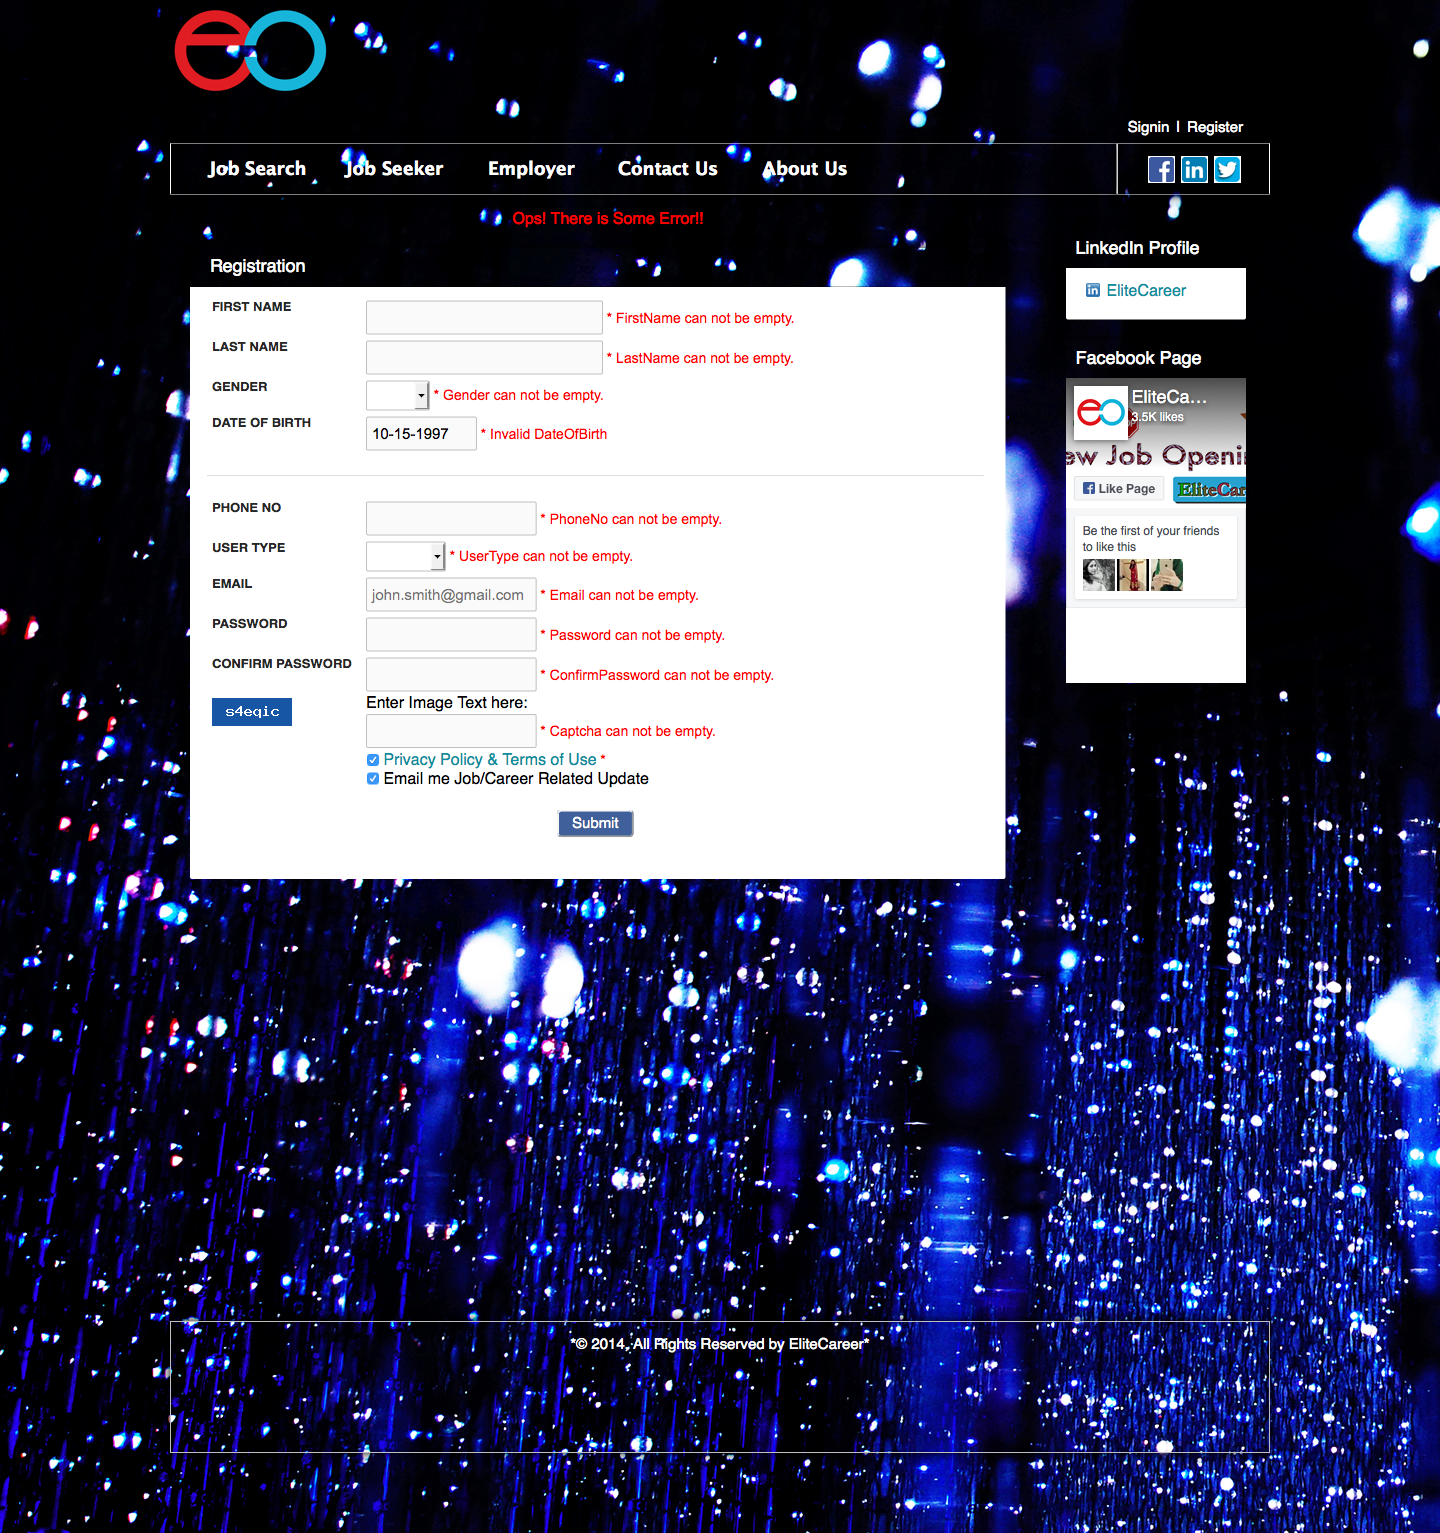 eo
Signin | Register
Job Search Job Seeker Employer Contact Us About Us
Ops! There is Some Error!!
Registration
FIRST NAME * FirstName can not be empty.
LAST NAME * LastName can not be empty.
GENDER * Gender can not be empty.
DATE OF BIRTH 10-15-1997 * Invalid DateOfBirth
PHONE NO * PhoneNo can not be empty.
USER TYPE * UserType can not be empty.
EMAIL john.smith@gmail.com * Email can not be empty.
PASSWORD * Password can not be empty.
CONFIRM PASSWORD * ConfirmPassword can not be empty.
s4eqic Enter Image Text here:
* Captcha can not be empty.
Privacy Policy & Terms of Use *
Email me Job/Career Related Update
Submit
LinkedIn Profile
in EliteCareer
Facebook Page
eo EliteCa...
3.5K likes
ew Job Openi
Like Page EliteCar
Be the first of your friends
to like this
*© 2014, All Rights Reserved by EliteCareer*